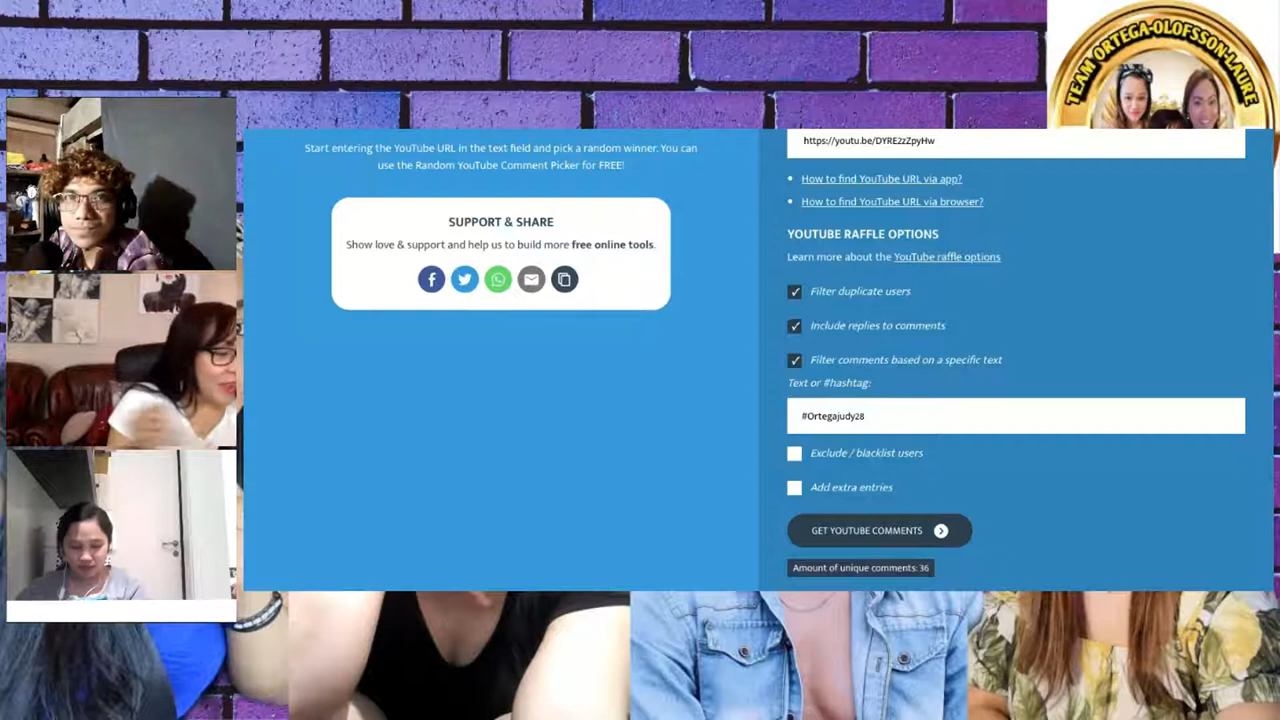 TEAM ORTEGA-OLOFSSON-LAURE
https://youtu.be/DYRE2zZpyHw
Start entering the YouTube URL in the text field and pick a random winner. You can
use the Random YouTube Comment Picker for FREE!
SUPPORT & SHARE
Show love & support and help us to build more free online tools.
How to find YouTube URL via app?
How to find YouTube URL via browser?
YOUTUBE RAFFLE OPTIONS
Learn more about the YouTube raffle options
Filter duplicate users
Include replies to comments
Filter comments based on a specific text
Text or #hashtag:
#Ortegajudy28
Exclude / blacklist users
Add extra entries
GET YOUTUBE COMMENTS
Amount of unique comments: 36